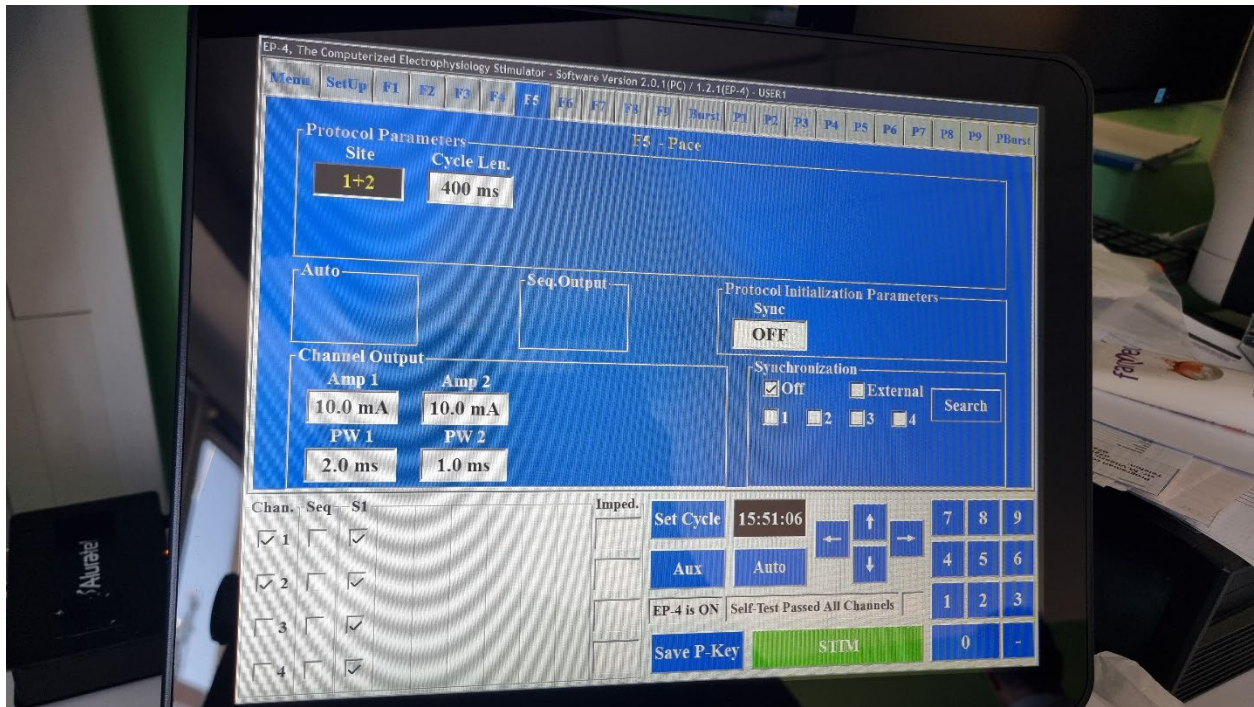 EP-4, The Computerized Electrophysiology Stimulator - Software Version 2.0.1(PC) / 1.2.1(EP-4) - USER1
Menu SetUp F1 F2 F3 F4 F5 F6 F7 F8 F9 Burst P1 P2 P3 P4 P5 P6 P7 P8 P9 PBurst
F5 - Pace
Protocol Parameters
Site Cycle Len.
1+2 400 ms
Auto
Seq.Output
Protocol Initialization Parameters
Sync
OFF
Channel Output
Amp 1 Amp 2
10.0 mA 10.0 mA
PW 1 PW 2
2.0 ms 1.0 ms
Synchronization
Off External Search
1 2 3 4
Chan. Seq S1 Imped.
1
2
3
4
Set Cycle 15:51:06 ← ↑ →
Aux Auto ↓
EP-4 is ON Self-Test Passed All Channels
Save P-Key STIM
7 8 9
4 5 6
1 2 3
0 -
Alurate!